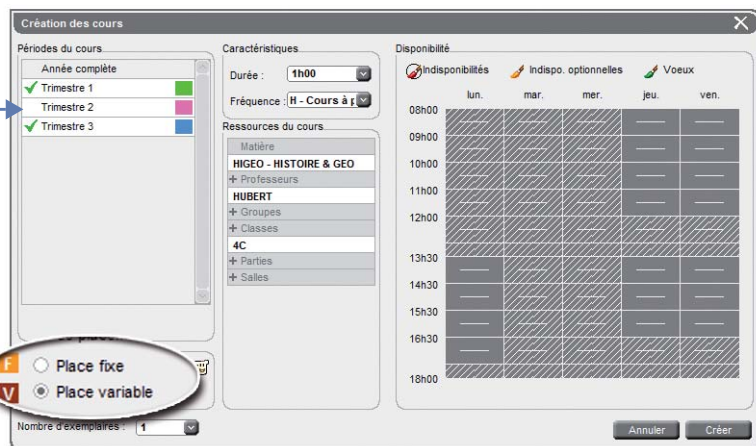 Création des cours
Périodes du cours
Année complète
Trimestre 1
Trimestre 2
Trimestre 3
F Place fixe
V Place variable
Nombre d'exemplaires : 1
Caractéristiques
Durée : 1h00
Fréquence : H - Cours à p
Ressources du cours
Matière
HIGEO - HISTOIRE & GEO
+ Professeurs
HUBERT
+ Groupes
+ Classes
4C
+ Parties
+ Salles
Disponibilité
Indisponibilités Indispo. optionnelles Voeux
lun. mar. mer. jeu. ven.
08h00
09h00
10h00
11h00
12h00
13h30
14h30
15h30
16h30
18h00
Annuler Créer